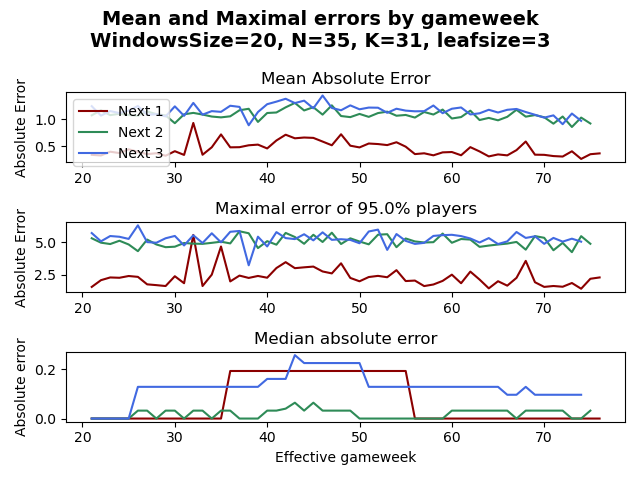 Mean and Maximal errors by gameweek
WindowsSize=20, N=35, K=31, leafsize=3
Mean Absolute Error
Absolute Error
1.0
0.5
Next 1
Next 2
Next 3
20 30 40 50 60 70
Maximal error of 95.0% players
Absolute Error
5.0
2.5
20 30 40 50 60 70
Median absolute error
Absolute error
0.2
0.0
20 30 40 50 60 70
Effective gameweek